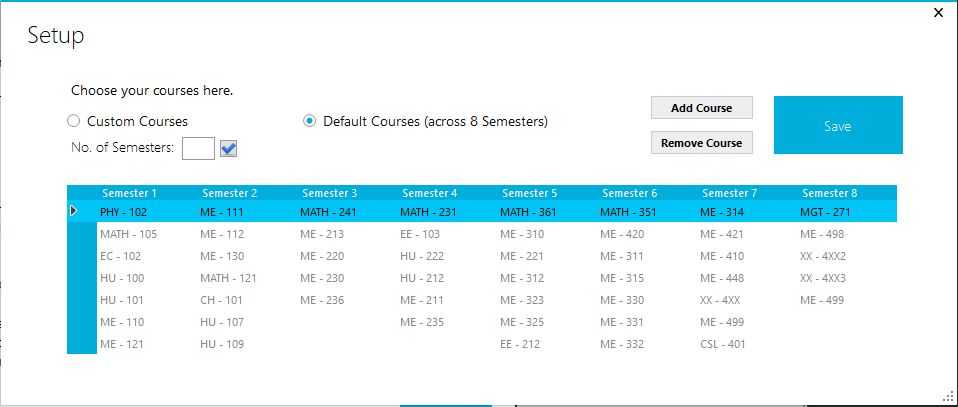 Setup
Choose your courses here.
Custom Courses Default Courses (across 8 Semesters)
No. of Semesters:
Add Course
Remove Course
Save
Semester 1 Semester 2 Semester 3 Semester 4 Semester 5 Semester 6 Semester 7 Semester 8
PHY - 102 ME - 111 MATH - 241 MATH - 231 MATH - 361 MATH - 351 ME - 314 MGT - 271
MATH - 105 ME - 112 ME - 213 EE - 103 ME - 310 ME - 420 ME - 421 ME - 498
EC - 102 ME - 130 ME - 220 HU - 222 ME - 221 ME - 311 ME - 410 XX - 4XX2
HU - 100 MATH - 121 ME - 230 HU - 212 ME - 312 ME - 315 ME - 448 XX - 4XX3
HU - 101 CH - 101 ME - 236 ME - 211 ME - 323 ME - 330 XX - 4XX ME - 499
ME - 110 HU - 107 ME - 235 ME - 325 ME - 331 ME - 499
ME - 121 HU - 109 EE - 212 ME - 332 CSL - 401